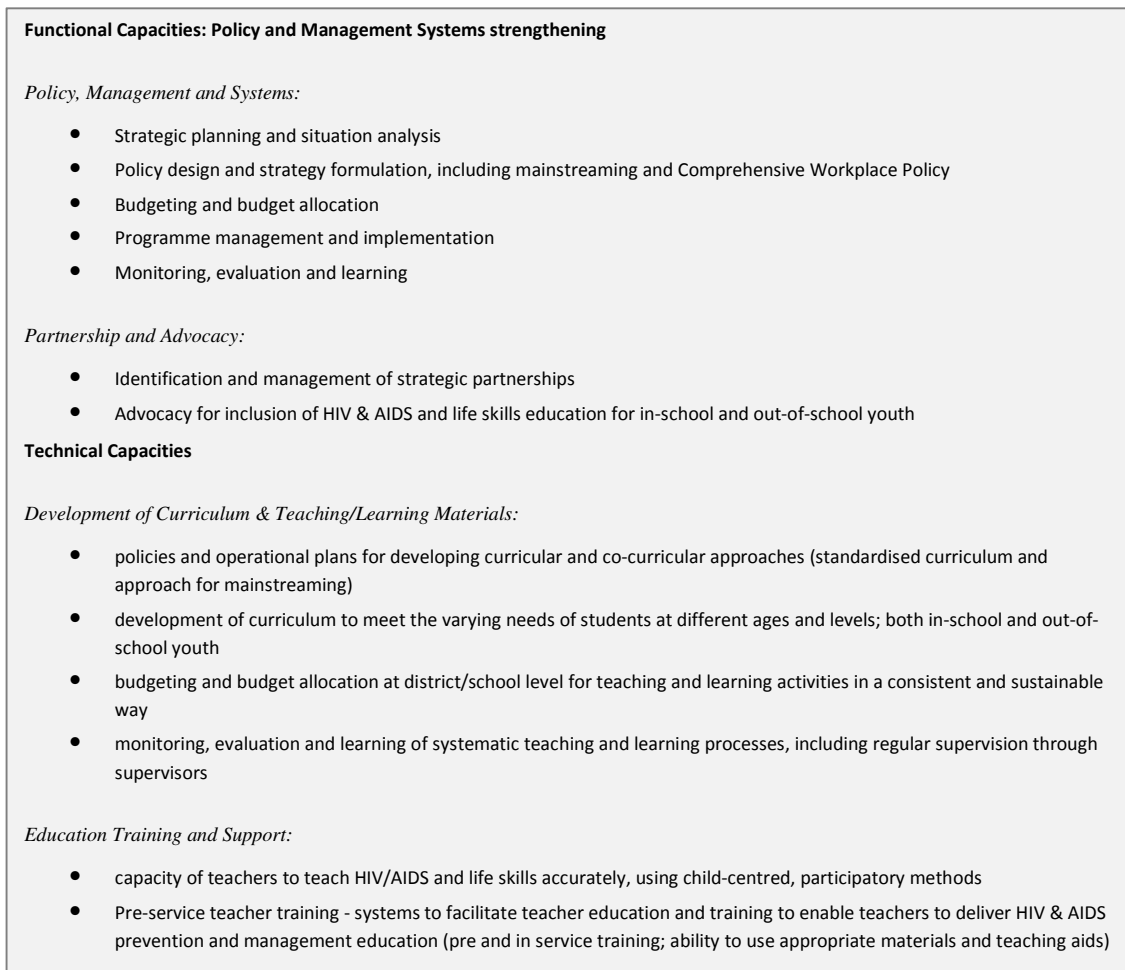 Functional Capacities: Policy and Management Systems strengthening
Policy, Management and Systems:
• Strategic planning and situation analysis
• Policy design and strategy formulation, including mainstreaming and Comprehensive Workplace Policy
• Budgeting and budget allocation
• Programme management and implementation
• Monitoring, evaluation and learning
Partnership and Advocacy:
• Identification and management of strategic partnerships
• Advocacy for inclusion of HIV & AIDS and life skills education for in-school and out-of-school youth
Technical Capacities
Development of Curriculum & Teaching/Learning Materials:
• policies and operational plans for developing curricular and co-curricular approaches (standardised curriculum and
approach for mainstreaming)
• development of curriculum to meet the varying needs of students at different ages and levels; both in-school and out-of-
school youth
• budgeting and budget allocation at district/school level for teaching and learning activities in a consistent and sustainable
way
• monitoring, evaluation and learning of systematic teaching and learning processes, including regular supervision through
supervisors
Education Training and Support:
• capacity of teachers to teach HIV/AIDS and life skills accurately, using child-centred, participatory methods
• Pre-service teacher training - systems to facilitate teacher education and training to enable teachers to deliver HIV & AIDS
prevention and management education (pre and in service training; ability to use appropriate materials and teaching aids)